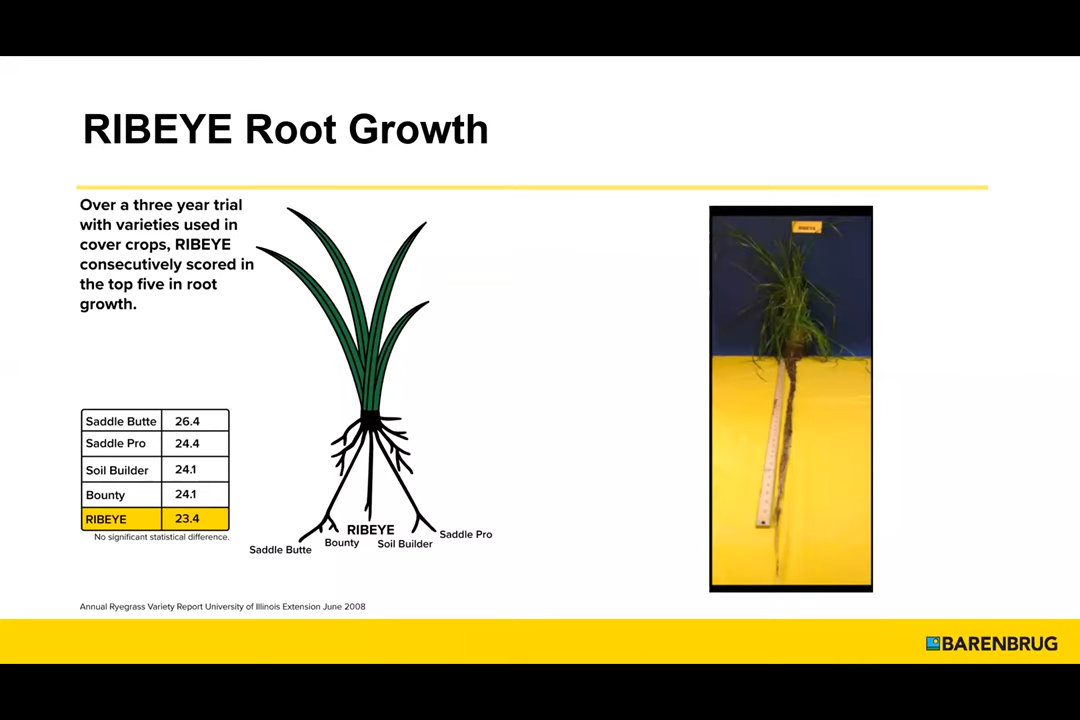 RIBEYE Root Growth
Over a three year trial
with varieties used in
cover crops, RIBEYE
consecutively scored in
the top five in root
growth.
Saddle Butte 26.4
Saddle Pro 24.4
Soil Builder 24.1
Bounty 24.1
RIBEYE 23.4
No significant statistical difference.
Saddle Butte
Bounty
RIBEYE
Soil Builder
Saddle Pro
RIBEYE
Annual Ryegrass Variety Report University of Illinois Extension June 2008
BARENBRUG